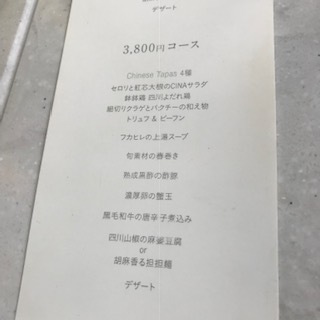 デザート
3,800円 コース
Chinese Tapas 4種
セロリと紅芯大根のCINAサラダ
鉢鉢鶏 四川よだれ鶏
細切りクラゲとパクチーの和え物
トリュフ & ビーフン
フカヒレの上湯スープ
旬素材の春巻き
熟成黒酢の酢豚
濃厚卵の蟹玉
黒毛和牛の唐辛子煮込み
四川山椒の麻婆豆腐
or
胡麻香る担担麺
デザート